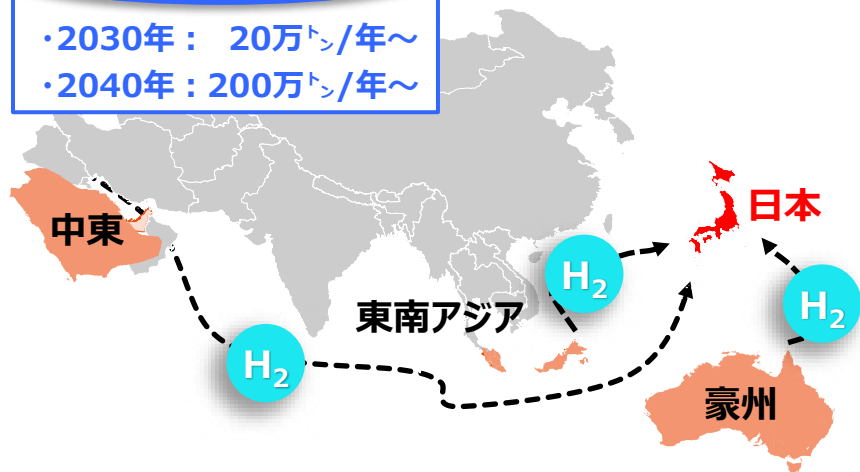 ・2030年： 20万㌧/年～
・2040年：200万㌧/年～
中東
日本
H₂
東南アジア
H₂
H₂
豪州